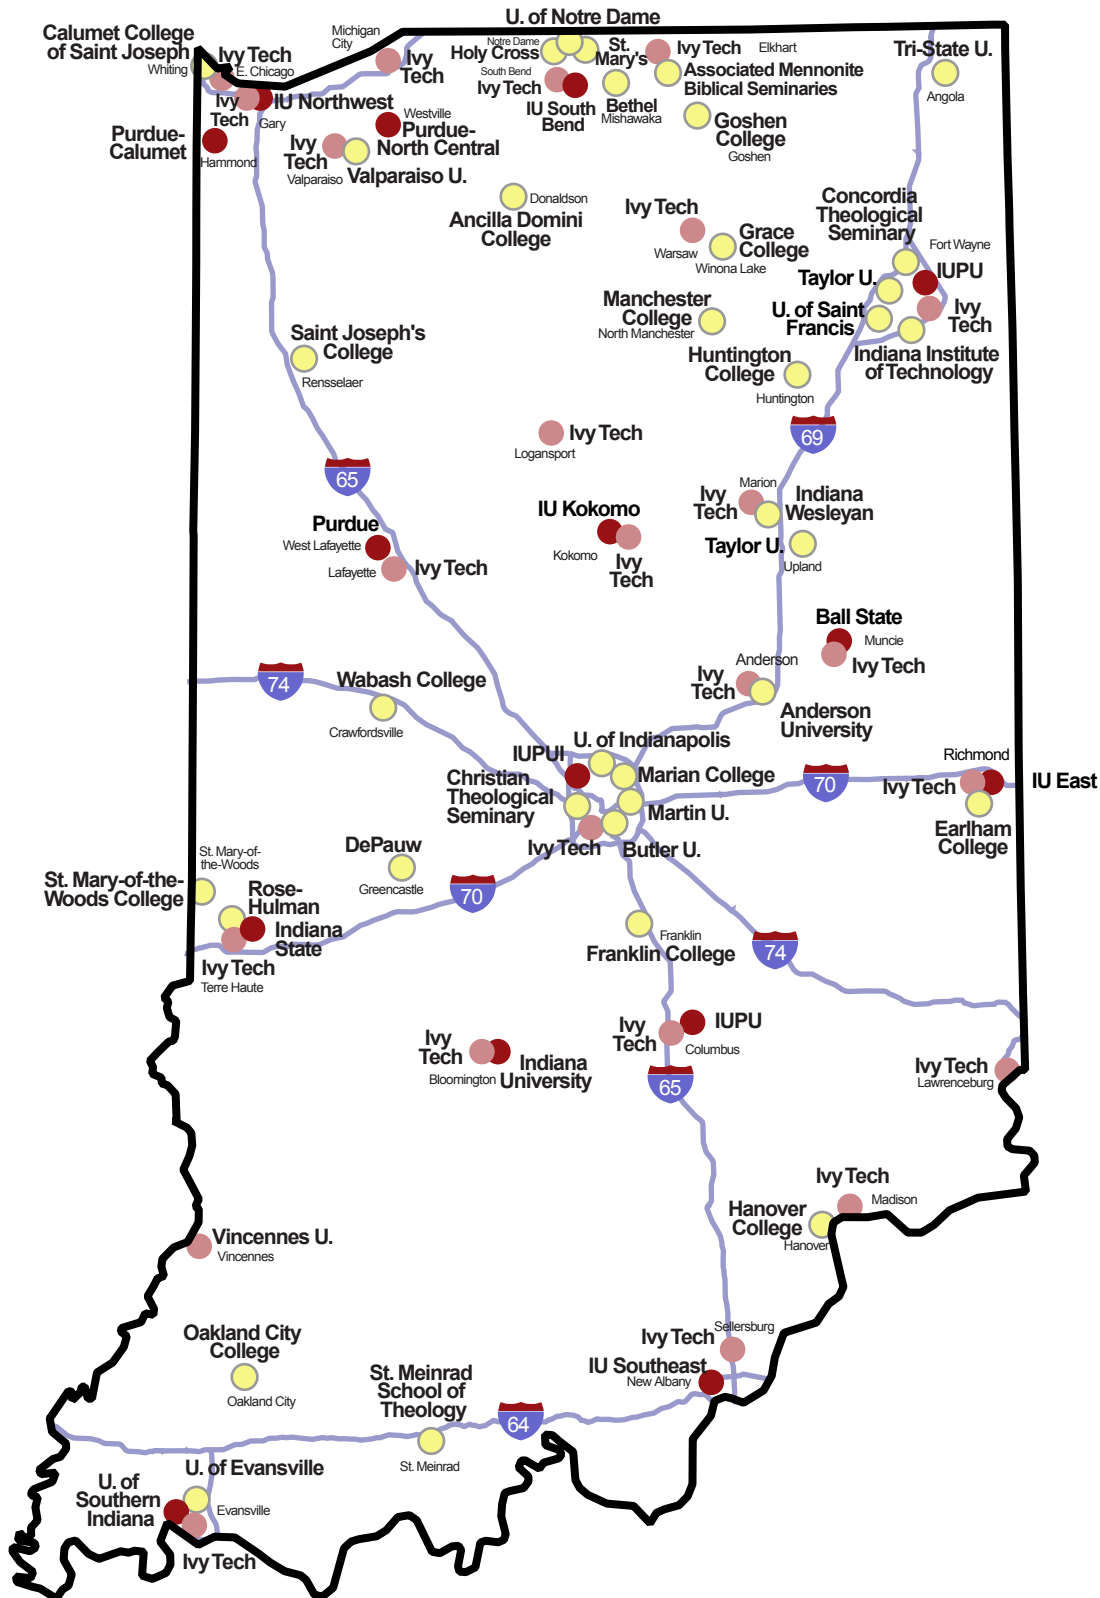 U. of Notre Dame
Calumet College
of Saint Joseph
Whiting
Ivy Tech
E. Chicago
Michigan
City
Ivy
Tech
Notre Dame
Holy Cross
St.
Mary's
South Bend
Ivy Tech
IU South
Bend
Ivy Tech
Elkhart
Associated Mennonite
Biblical Seminaries
Bethel
Mishawaka
Tri-State U.
Angola
Ivy
Tech
IU Northwest
Gary
Purdue-
Calumet
Hammond
Westville
Purdue-
North Central
Ivy
Tech
Valparaiso
Valparaiso U.
Goshen
College
Goshen
Donaldson
Ancilla Domini
College
Ivy Tech
Warsaw
Grace
College
Winona Lake
Concordia
Theological
Seminary
Fort Wayne
Taylor U.
IUPU
U. of Saint
Francis
Ivy
Tech
Indiana Institute
of Technology
Manchester
College
North Manchester
Huntington
College
Huntington
Saint Joseph's
College
Rensselaer
Ivy Tech
Logansport
69
65
Marion
Ivy
Tech
Indiana
Wesleyan
Purdue
West Lafayette
Lafayette
Ivy Tech
IU Kokomo
Kokomo
Ivy
Tech
Taylor U.
Upland
Ball State
Muncie
Ivy Tech
Anderson
Ivy
Tech
Anderson
University
74
Wabash College
Crawfordsville
U. of Indianapolis
IUPUI
Christian
Theological
Seminary
Marian College
Martin U.
Ivy Tech
Butler U.
70
Richmond
Ivy Tech
IU East
Earlham
College
DePauw
Greencastle
St. Mary-of-
the-Woods
St. Mary-of-the-
Woods College
Rose-
Hulman
Indiana
State
Ivy Tech
Terre Haute
70
Franklin
Franklin College
74
Ivy
Tech
IUPU
Columbus
Ivy
Tech
Bloomington
Indiana
University
65
Ivy Tech
Lawrenceburg
Ivy Tech
Madison
Hanover
College
Hanover
Vincennes U.
Vincennes
Sellersburg
Ivy Tech
IU Southeast
New Albany
Oakland City
College
Oakland City
St. Meinrad
School of
Theology
St. Meinrad
64
U. of Evansville
U. of
Southern
Indiana
Evansville
Ivy Tech